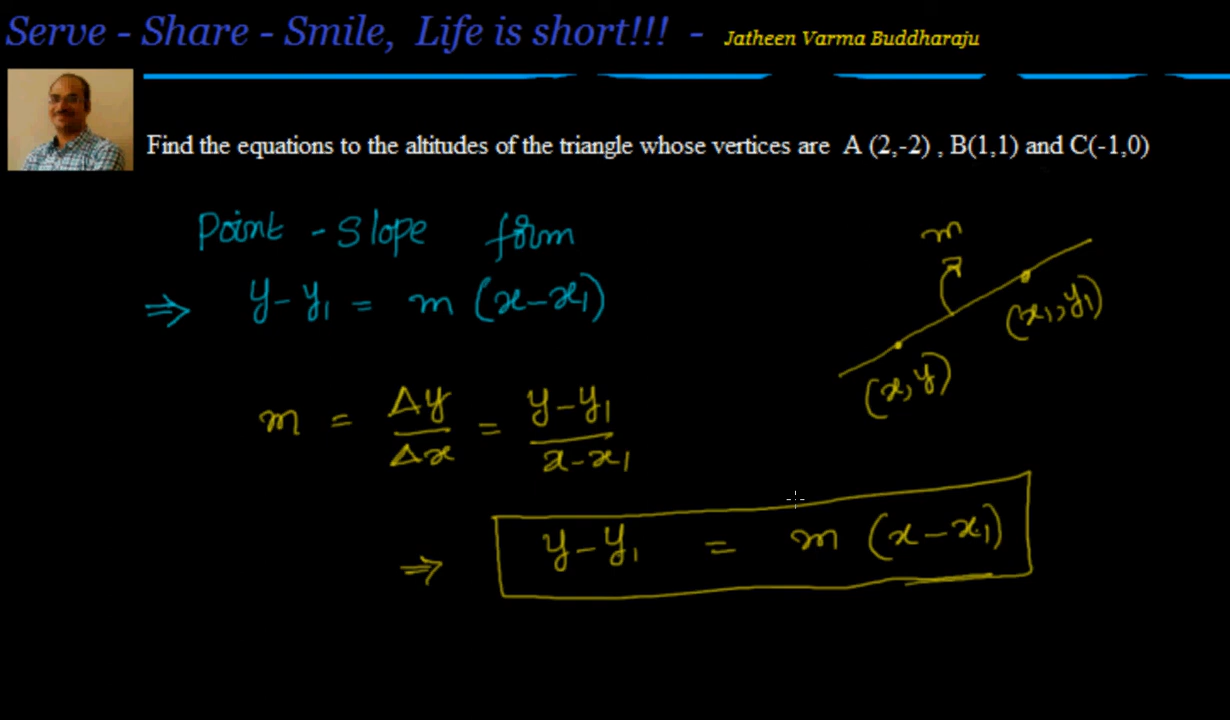 Serve - Share - Smile, Life is short!!! - Jatheen Varma Buddharaju
Find the equations to the altitudes of the triangle whose vertices are A (2,-2) , B(1,1) and C(-1,0)
Point - Slope form
⇒ y-y₁ = m (x-x₁)
m
(x₁,y₁)
(x,y)
m = Δy/Δx = y-y₁/x-x₁
⇒ y-y₁ = m (x-x₁)